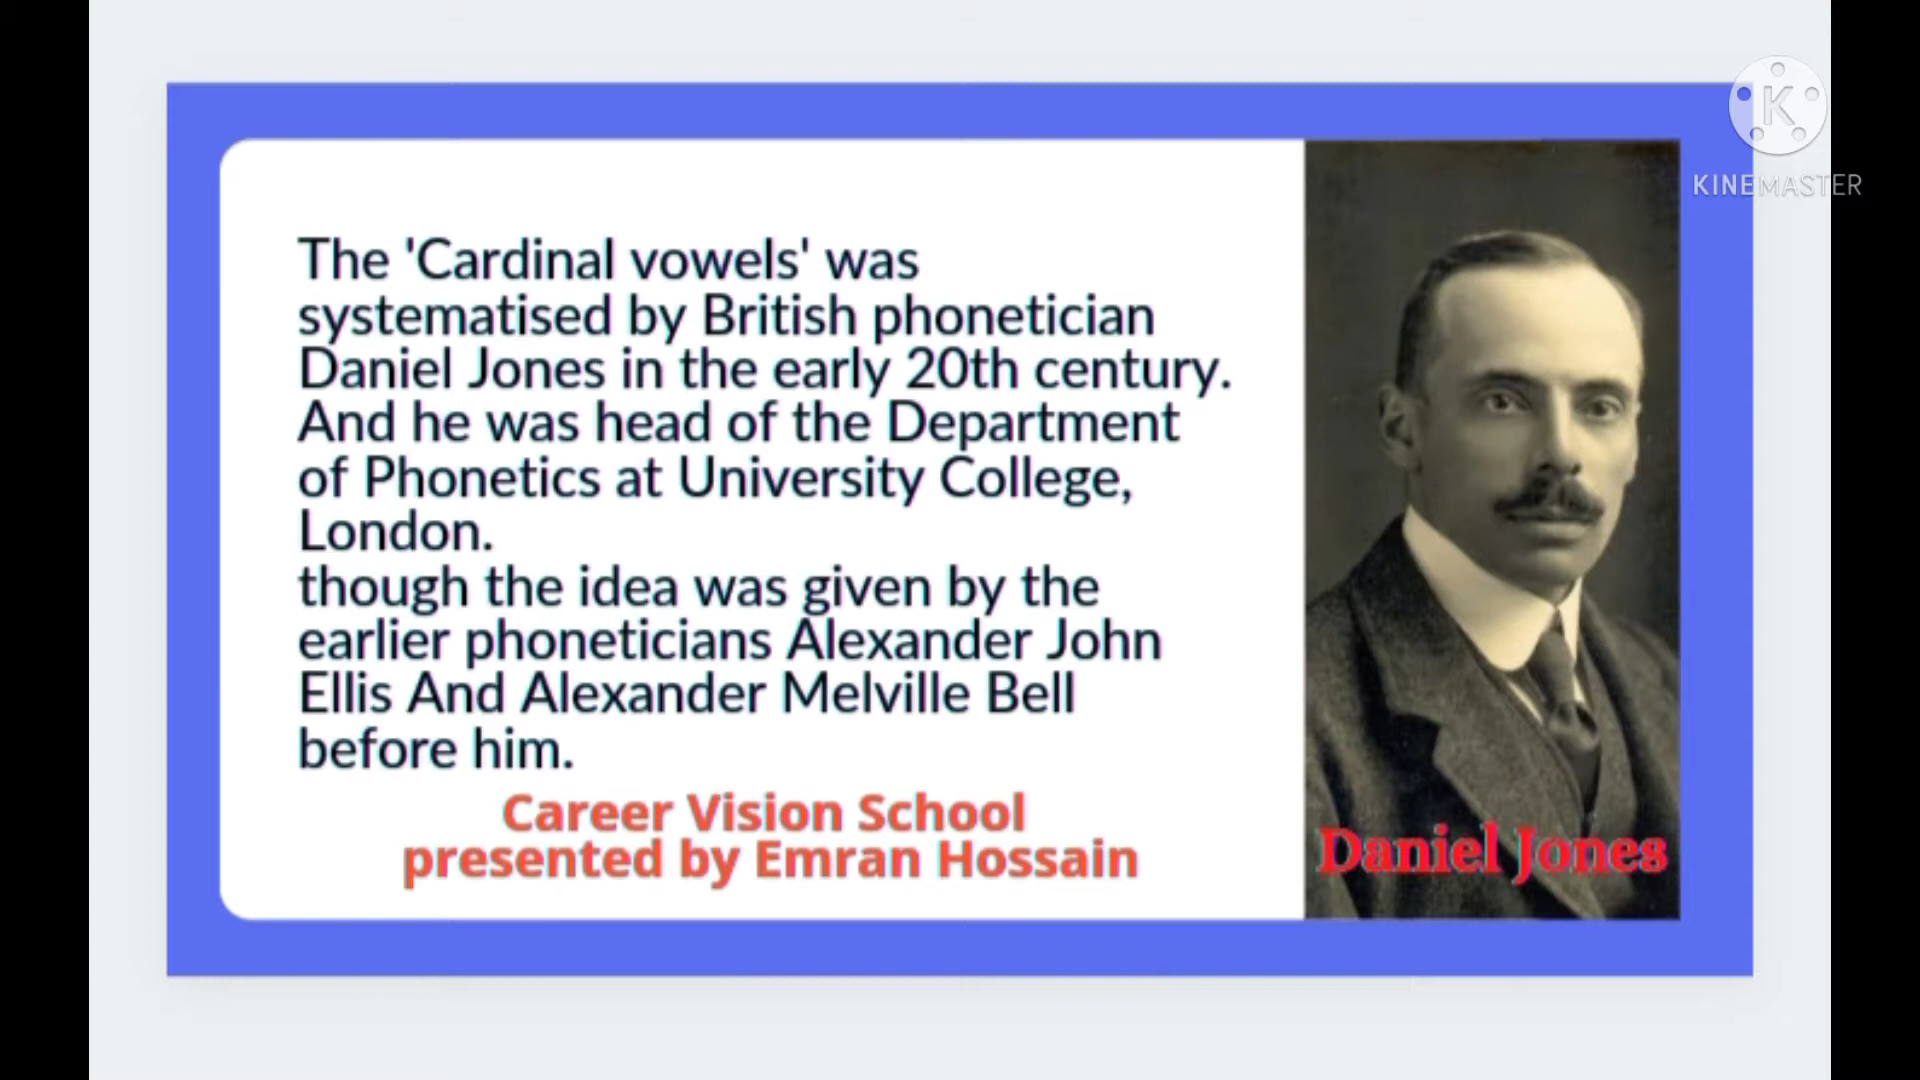 The 'Cardinal vowels' was
systematised by British phonetician
Daniel Jones in the early 20th century.
And he was head of the Department
of Phonetics at University College,
London.
though the idea was given by the
earlier phoneticians Alexander John
Ellis And Alexander Melville Bell
before him.
Career Vision School
presented by Emran Hossain
Daniel Jones
K
KINEMASTER